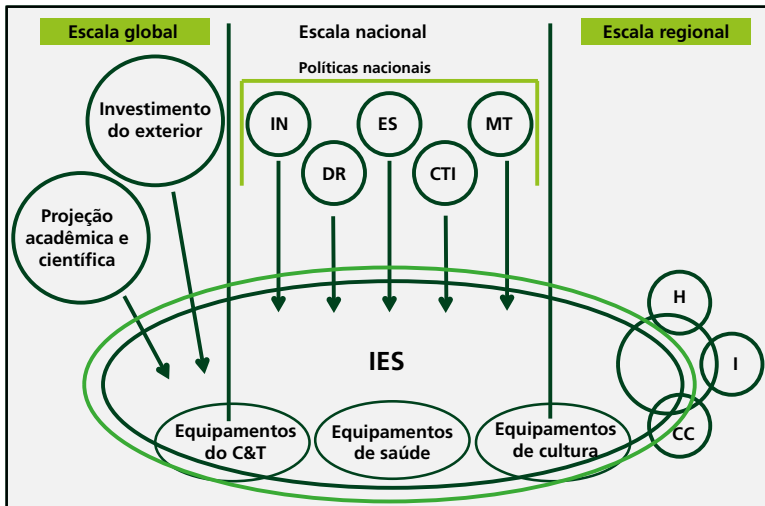 Escala global
Escala nacional
Escala regional
Políticas nacionais
Investimento
do exterior
IN
ES
MT
DR
CTI
Projeção
acadêmica e
científica
H
IES
I
Equipamentos
do C&T
Equipamentos
de saúde
Equipamentos
de cultura
CC